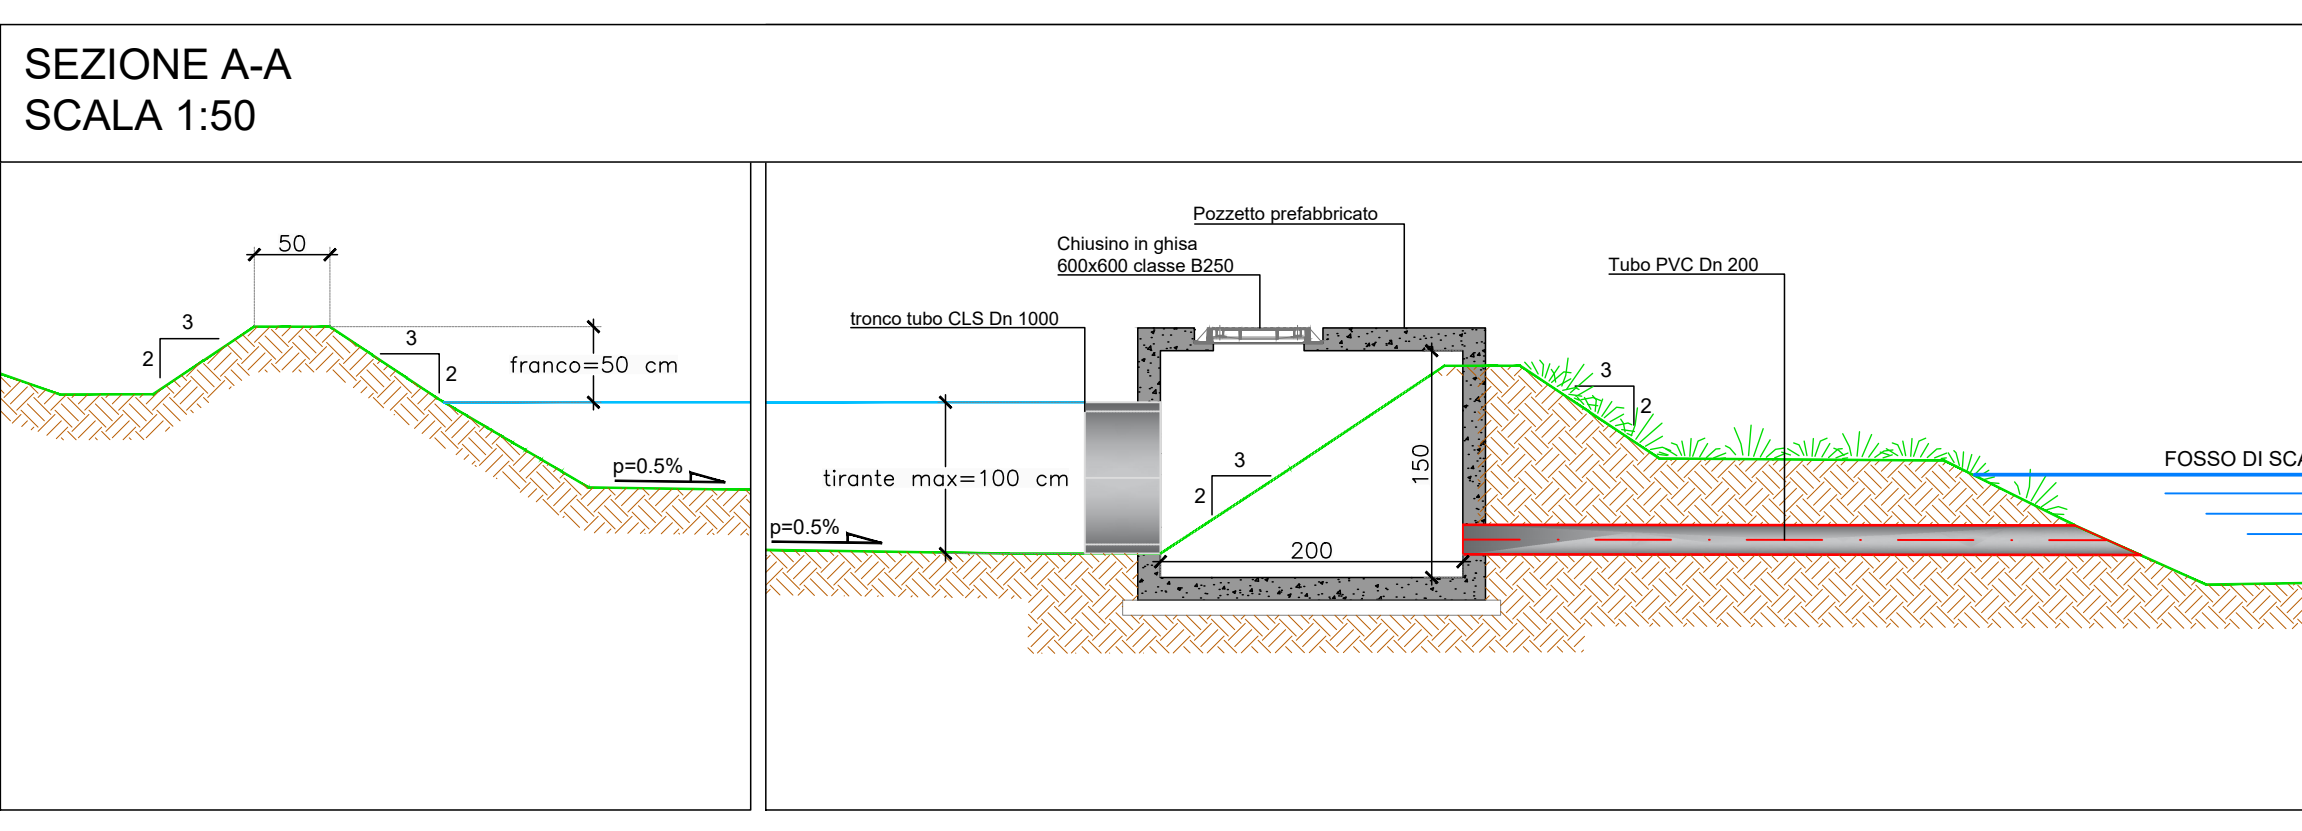 SEZIONE A-A
SCALA 1:50
50
3
2
3
2
franco=50 cm
p=0.5%
Pozzetto prefabbricato
Chiusino in ghisa
600x600 classe B250
tronco tubo CLS Dn 1000
Tubo PVC Dn 200
tirante max=100 cm
p=0.5%
3
2
150
200
3
2
FOSSO DI SCA